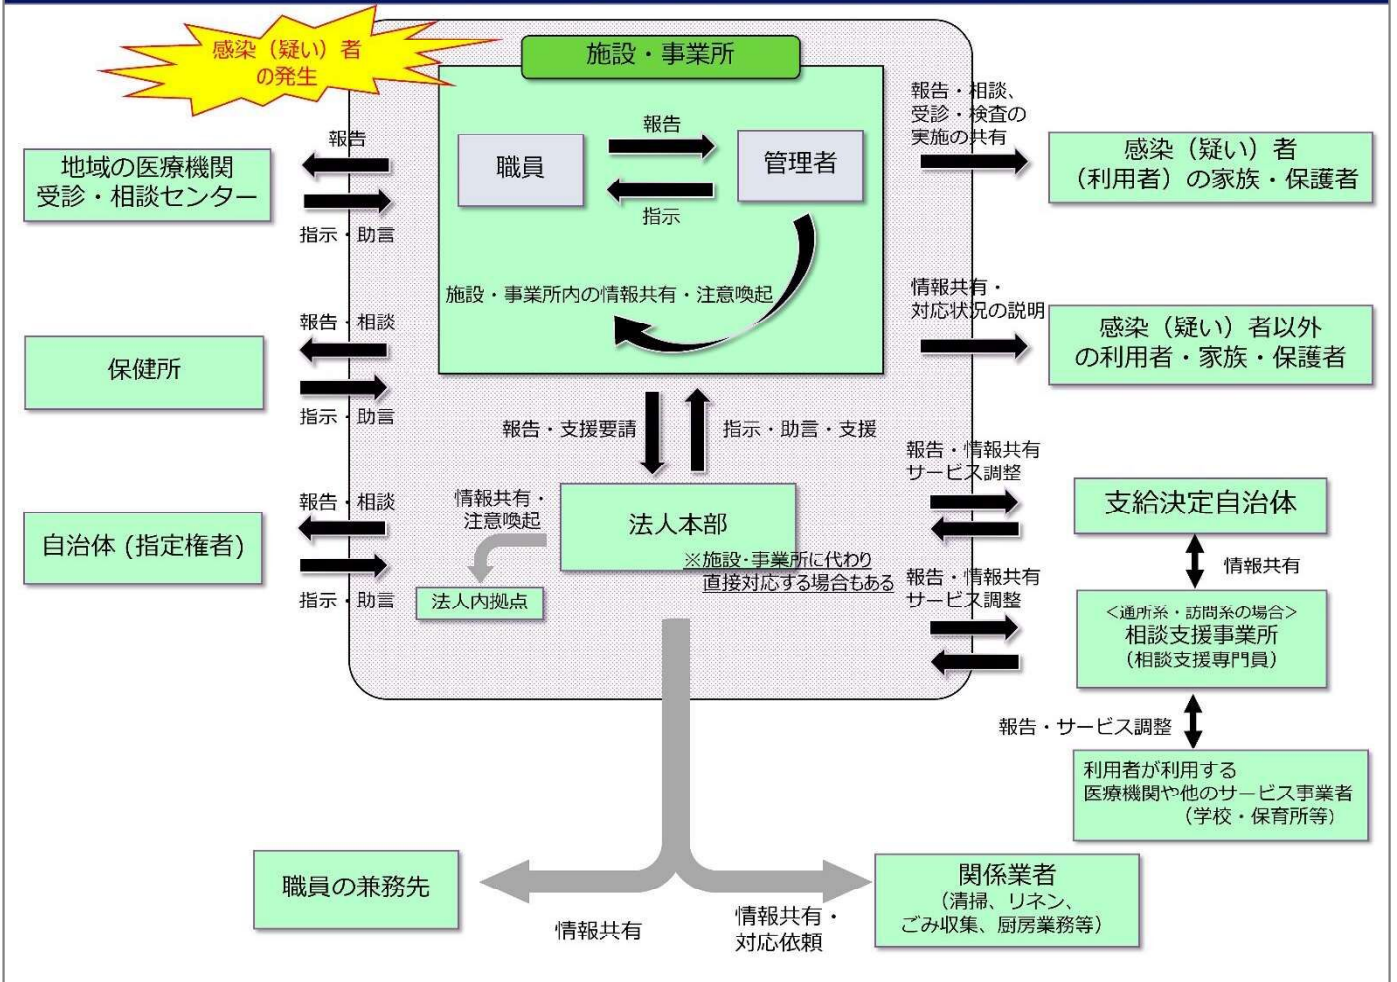 感染（疑い）者
の発生
施設・事業所
職員
報告
指示
管理者
施設・事業所内の情報共有・注意喚起
報告
地域の医療機関
受診・相談センター
指示・助言
報告・相談
保健所
指示・助言
報告・相談
自治体 (指定権者)
指示・助言
報告・支援要請
指示・助言・支援
情報共有・
注意喚起
法人内拠点
法人本部
※施設・事業所に代わり
直接対応する場合もある
報告・相談、
受診・検査の
実施の共有
感染（疑い）者
（利用者）の家族・保護者
情報共有・
対応状況の説明
感染（疑い）者以外
の利用者・家族・保護者
報告・情報共有
サービス調整
支給決定自治体
情報共有
報告・情報共有
サービス調整
＜通所系・訪問系の場合＞
相談支援事業所
（相談支援専門員）
報告・サービス調整
利用者が利用する
医療機関や他のサービス事業者
（学校・保育所等）
職員の兼務先
情報共有
情報共有・
対応依頼
関係業者
（清掃、リネン、
ごみ収集、厨房業務等）